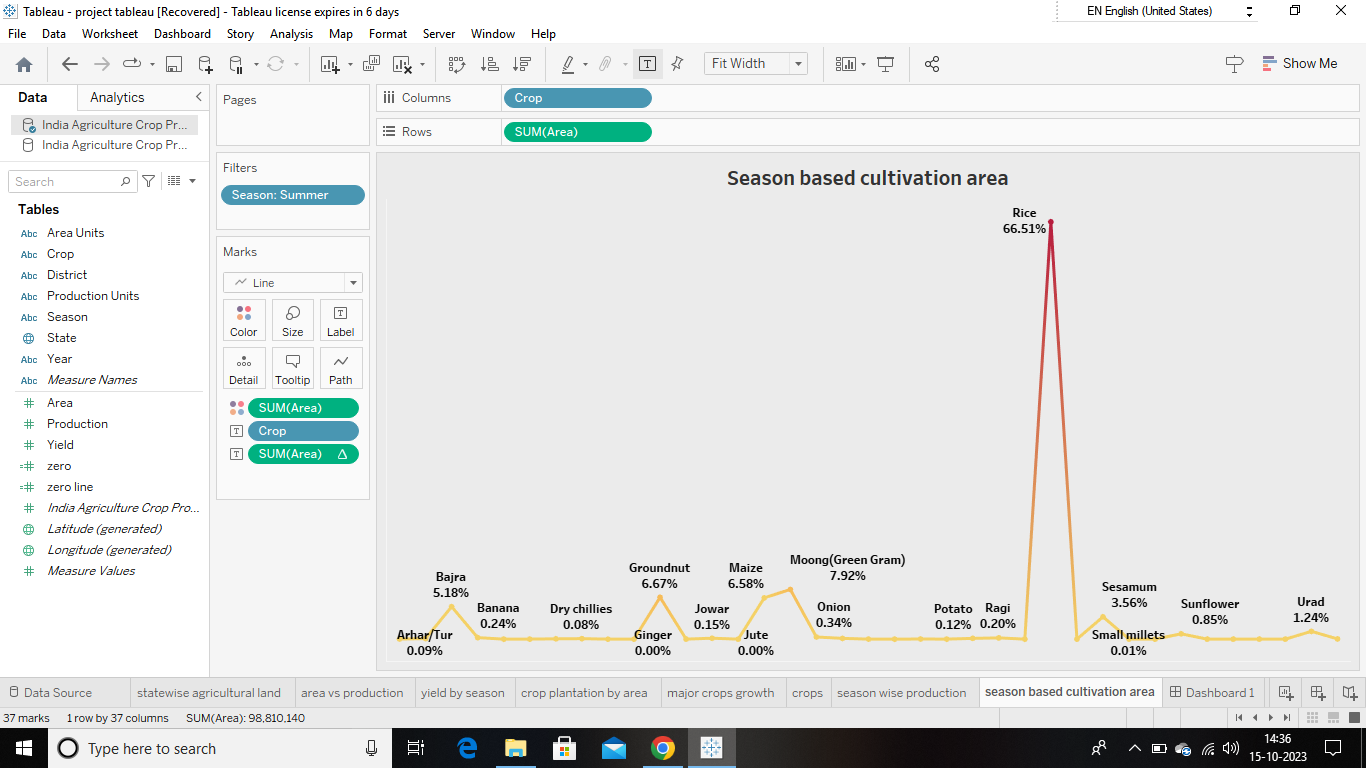 Tableau - project tableau [Recovered] - Tableau license expires in 6 days
EN English (United States)
File Data Worksheet Dashboard Story Analysis Map Format Server Window Help
Fit Width
Show Me
Data Analytics
India Agriculture Crop Pr...
India Agriculture Crop Pr...
Search
Tables
Abc Area Units
Abc Crop
Abc District
Abc Production Units
Abc Season
State
Abc Year
Abc Measure Names
Area
Production
Yield
zero
zero line
India Agriculture Crop Pro...
Latitude (generated)
Longitude (generated)
Measure Values
Pages
Filters
Season: Summer
Marks
Line
Color Size Label
Detail Tooltip Path
SUM(Area)
Crop
SUM(Area) Δ
Columns Crop
Rows SUM(Area)
Season based cultivation area
Rice
66.51%
Moong(Green Gram)
7.92%
Groundnut
6.67%
Maize
6.58%
Bajra
5.18%
Sesamum
3.56%
Urad
1.24%
Sunflower
0.85%
Banana
0.24%
Dry chillies
0.08%
Jowar
0.15%
Onion
0.34%
Potato
0.12%
Ragi
0.20%
Arhar/Tur
0.09%
Ginger
0.00%
Jute
0.00%
Small millets
0.01%
Data Source statewise agricultural land area vs production yield by season crop plantation by area major crops growth crops season wise production season based cultivation area Dashboard 1
37 marks 1 row by 37 columns SUM(Area): 98,810,140
Type here to search
14:36
15-10-2023